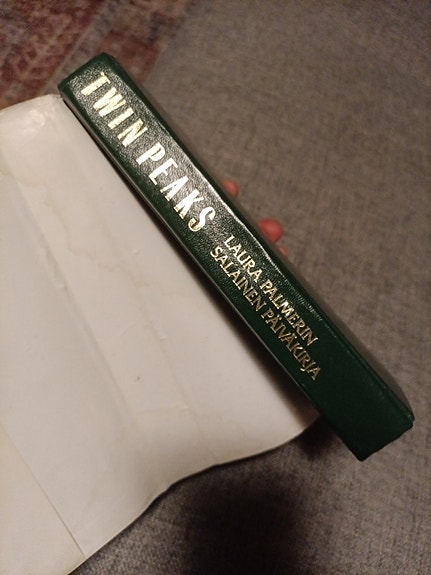 TWIN PEAKS
LAURA PALMERIN
SALAINEN PÄIVÄKIRJA